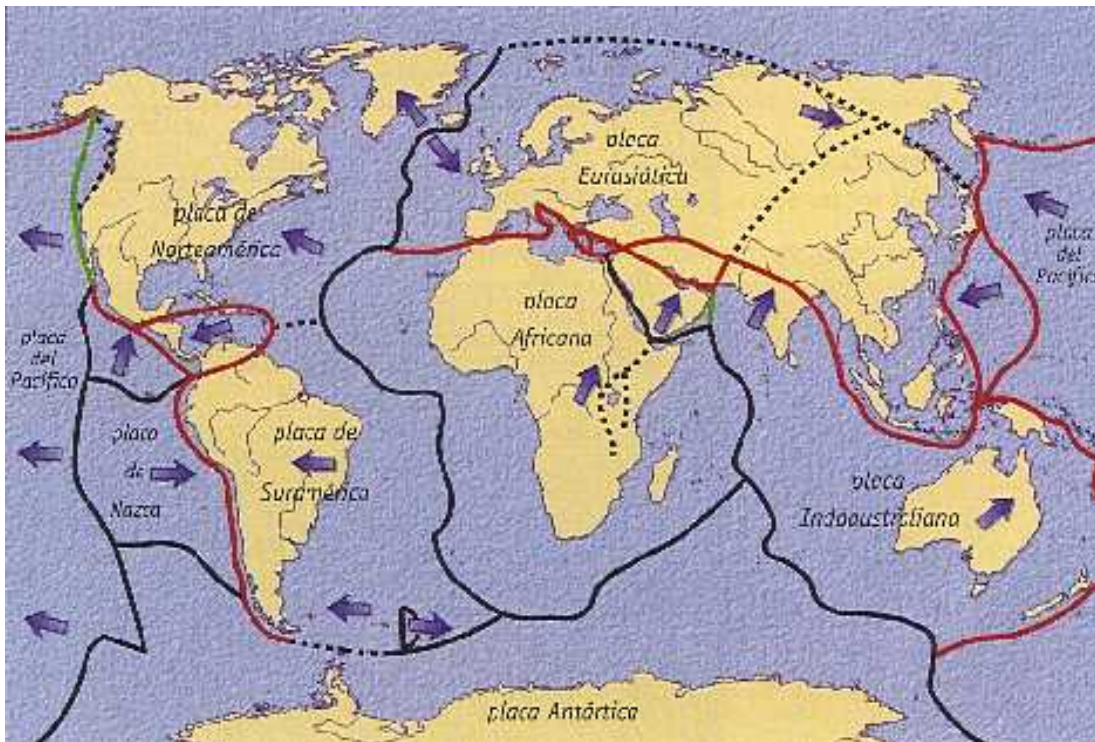 placa
Eurasiática
placa de
Norteamérica
placa
del
Pacífico
placa
Africana
placa
del
Pacífico
placa
de
Nazca
placa de
Suramérica
placa
Indoaustraliana
placa Antártica